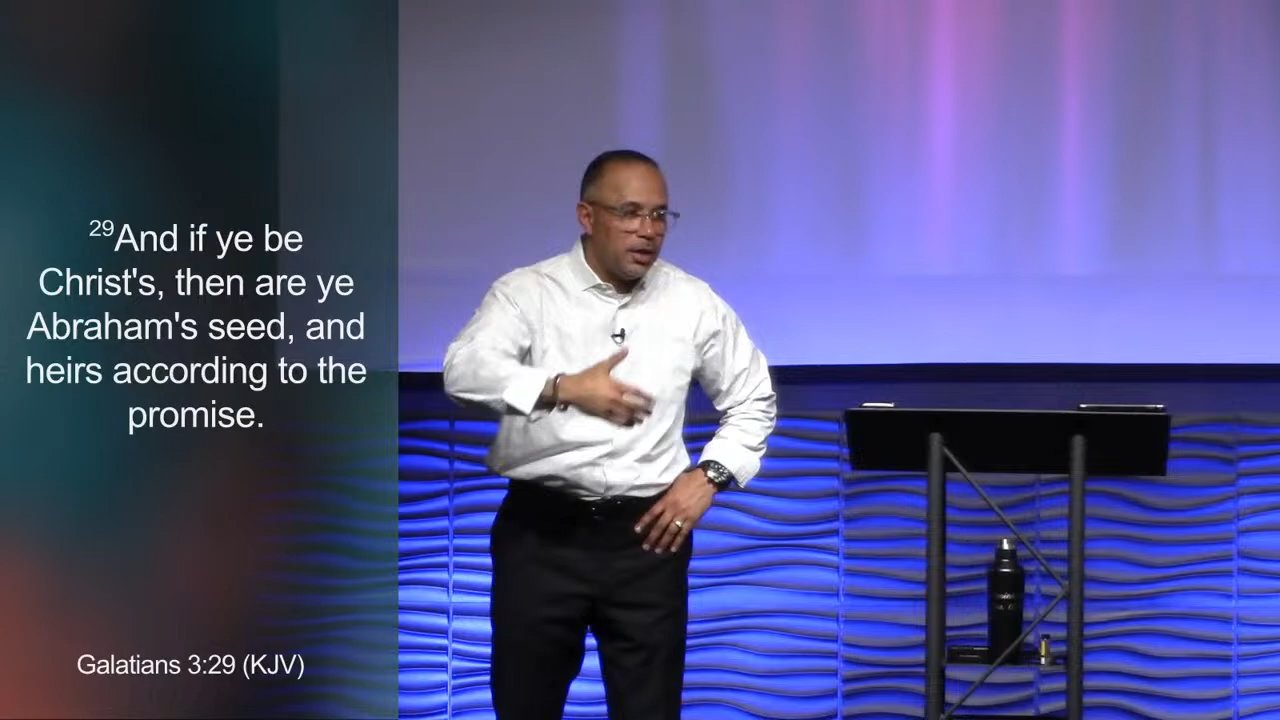 29And if ye be
Christ's, then are ye
Abraham's seed, and
heirs according to the
promise.
Galatians 3:29 (KJV)